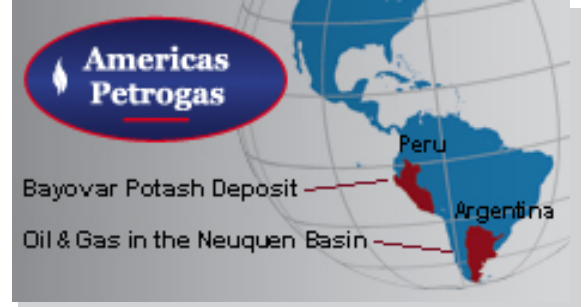 Americas
Petrogas
Peru
Bayovar Potash Deposit
Argentina
Oil & Gas in the Neuquen Basin